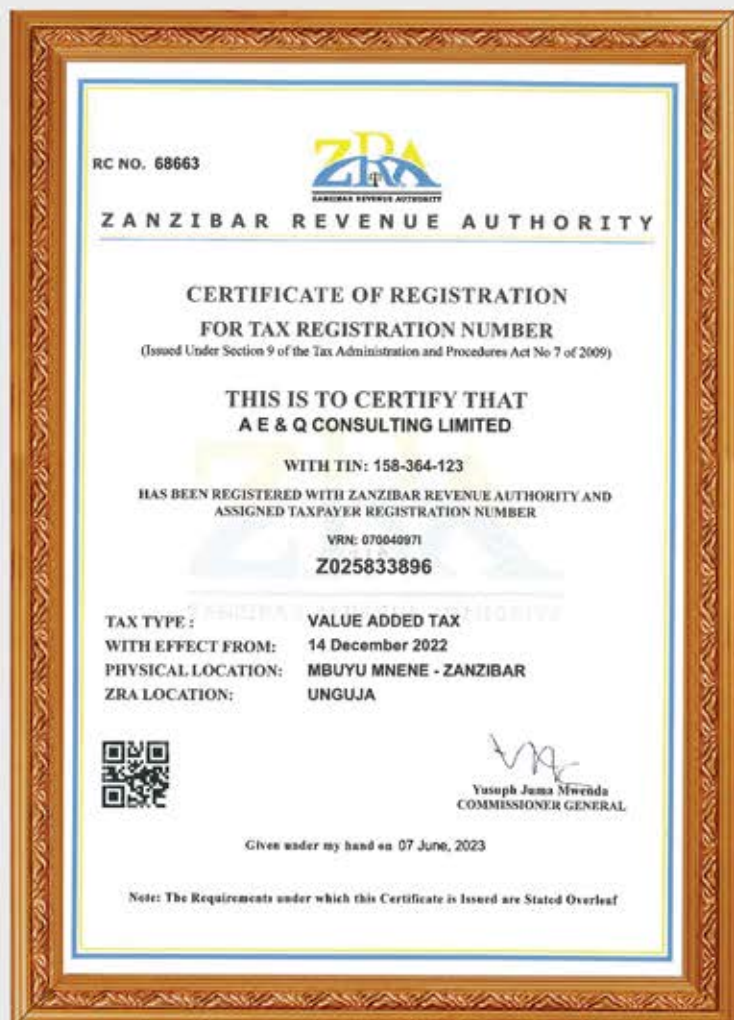 RC NO. 68663
ZRA
ZANZIBAR REVENUE AUTHORITY
ZANZIBAR REVENUE AUTHORITY
CERTIFICATE OF REGISTRATION
FOR TAX REGISTRATION NUMBER
(Issued Under Section 9 of the Tax Administration and Procedures Act No 7 of 2009)
THIS IS TO CERTIFY THAT
A E & Q CONSULTING LIMITED
WITH TIN: 158-364-123
HAS BEEN REGISTERED WITH ZANZIBAR REVENUE AUTHORITY AND
ASSIGNED TAXPAYER REGISTRATION NUMBER
VRN: 07004097I
Z025833896
TAX TYPE : VALUE ADDED TAX
WITH EFFECT FROM: 14 December 2022
PHYSICAL LOCATION: MBUYU MNENE - ZANZIBAR
ZRA LOCATION: UNGUJA
Yusuph Juma Mwenda
COMMISSIONER GENERAL
Given under my hand on 07 June, 2023
Note: The Requirements under which this Certificate is Issued are Stated Overleaf